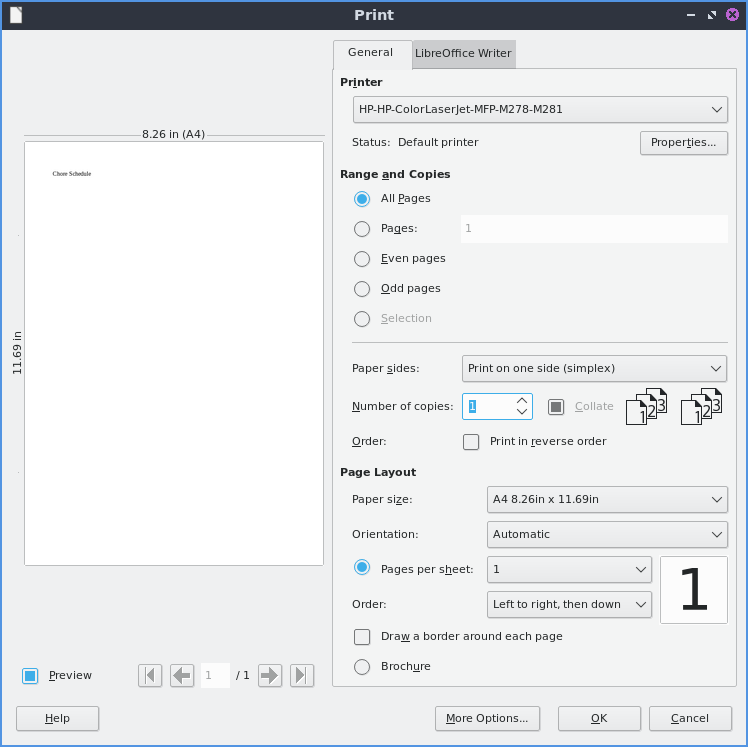 Print
General
LibreOffice Writer
8.26 in (A4)
11.69 in
Chore Schedule
Preview
1
/ 1
Printer
HP-HP-ColorLaserJet-MFP-M278-M281
Status: Default printer
Properties...
Range and Copies
All Pages
Pages: 1
Even pages
Odd pages
Selection
Paper sides: Print on one side (simplex)
Number of copies: 1 Collate 1 2 3 1 2 3
Order: Print in reverse order
Page Layout
Paper size: A4 8.26in x 11.69in
Orientation: Automatic
Pages per sheet: 1
1
Order: Left to right, then down
Draw a border around each page
Brochure
Help
More Options...
OK
Cancel